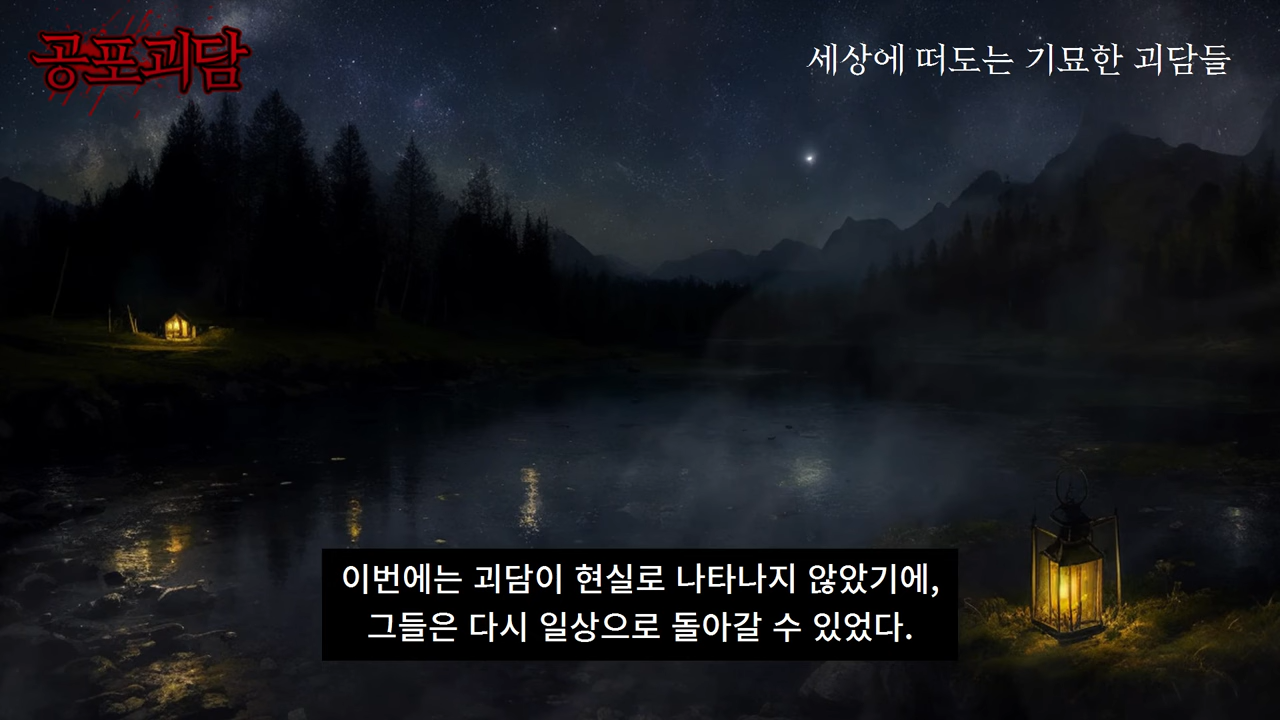 공포괴담
세상에 떠도는 기묘한 괴담들
이번에는 괴담이 현실로 나타나지 않았기에,
그들은 다시 일상으로 돌아갈 수 있었다.